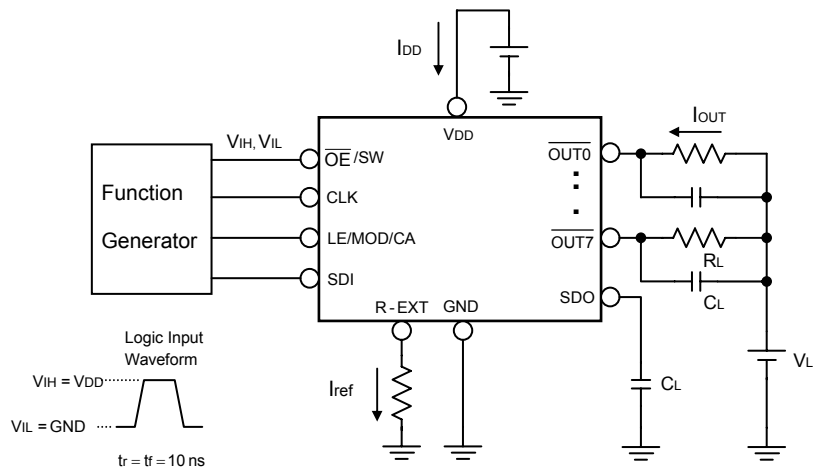 IDD
VDD
VIH, VIL
Function
Generator
OE/SW
CLK
LE/MOD/CA
SDI
R-EXT
GND
OUT0
OUT7
SDO
IOUT
RL
CL
CL
VL
Iref
Logic Input
Waveform
VIH = VDD
VIL = GND
tr = tf = 10 ns